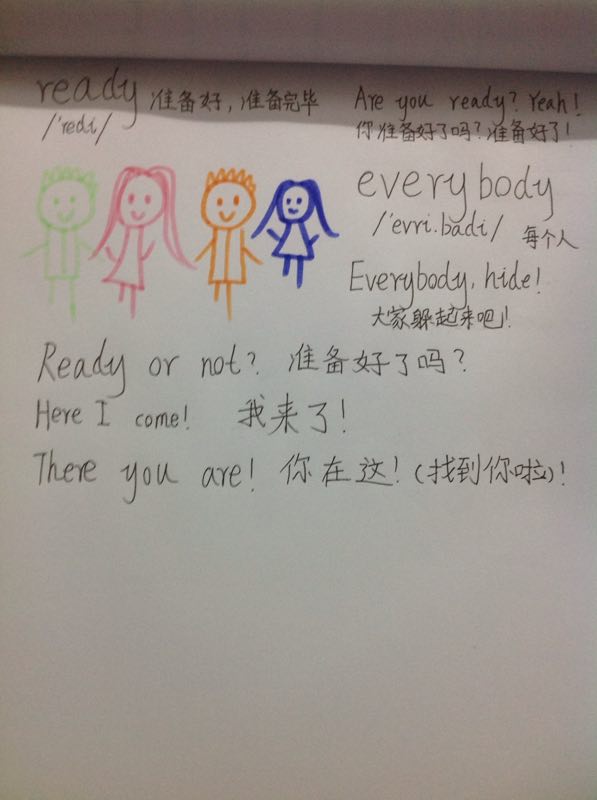 ready 准备好，准备完毕
/'redi/
Are you ready? Yeah!
你准备好了吗？准备好了！
everybody
/'evri.badi/ 每个人
Everybody, hide!
大家躲起来吧！
Ready or not? 准备好了吗？
Here I come! 我来了！
There you are! 你在这！(找到你啦)！